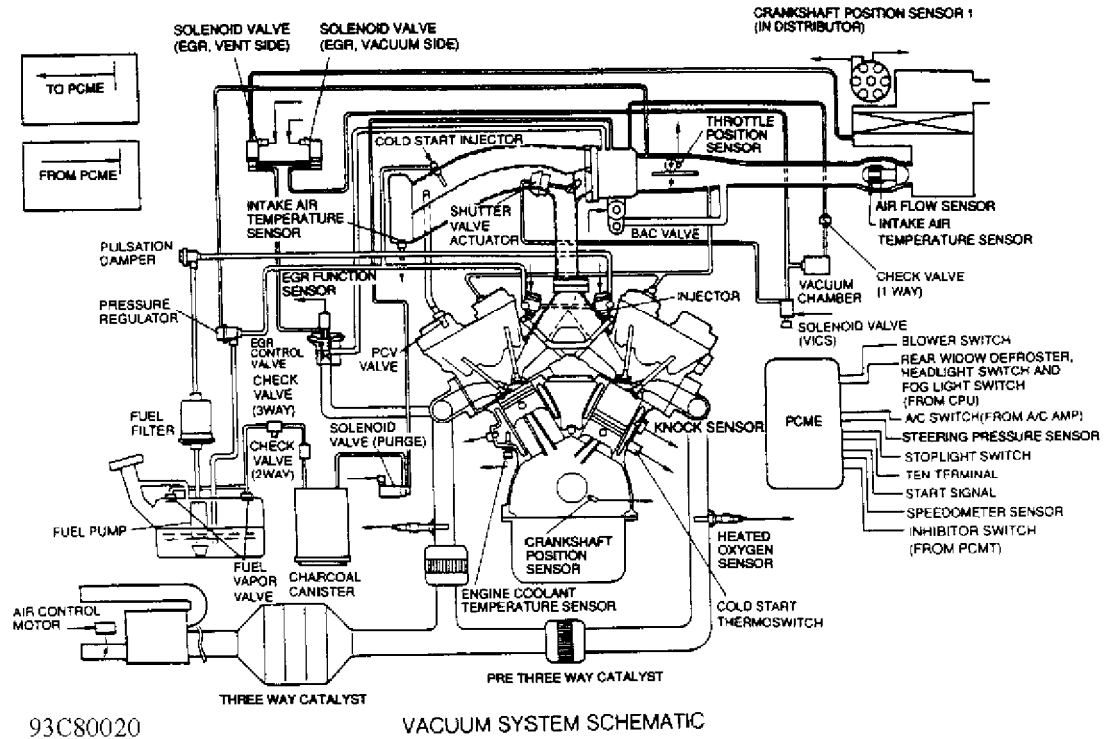 CRANKSHAFT POSITION SENSOR 1
(IN DISTRIBUTOR)
SOLENOID VALVE
(EGR, VENT SIDE)
SOLENOID VALVE
(EGR, VACUUM SIDE)
TO PCME
FROM PCME
COLD START INJECTOR
THROTTLE
POSITION
SENSOR
INTAKE AIR
TEMPERATURE
SENSOR
SHUTTER
VALVE
ACTUATOR
BAC VALVE
AIR FLOW SENSOR
INTAKE AIR
TEMPERATURE SENSOR
PULSATION
DAMPER
EGR FUNCTION
SENSOR
CHECK VALVE
(1 WAY)
VACUUM
CHAMBER
INJECTOR
PRESSURE
REGULATOR
SOLENOID VALVE
(VICS)
EGR
CONTROL
VALVE
PCV
VALVE
CHECK
VALVE
(3WAY)
BLOWER SWITCH
REAR WIDOW DEFROSTER,
HEADLIGHT SWITCH AND
FOG LIGHT SWITCH
(FROM CPU)
A/C SWITCH(FROM A/C AMP)
STEERING PRESSURE SENSOR
STOPLIGHT SWITCH
TEN TERMINAL
START SIGNAL
SPEEDOMETER SENSOR
INHIBITOR SWITCH
(FROM PCMT)
PCME
FUEL
FILTER
SOLENOID
VALVE (PURGE)
KNOCK SENSOR
CHECK
VALVE
(2WAY)
FUEL PUMP
FUEL
VAPOR
VALVE
CHARCOAL
CANISTER
CRANKSHAFT
POSITION
SENSOR
HEATED
OXYGEN
SENSOR
ENGINE COOLANT
TEMPERATURE SENSOR
COLD START
THERMOSWITCH
AIR CONTROL
MOTOR
PRE THREE WAY CATALYST
THREE WAY CATALYST
93C80020
VACUUM SYSTEM SCHEMATIC